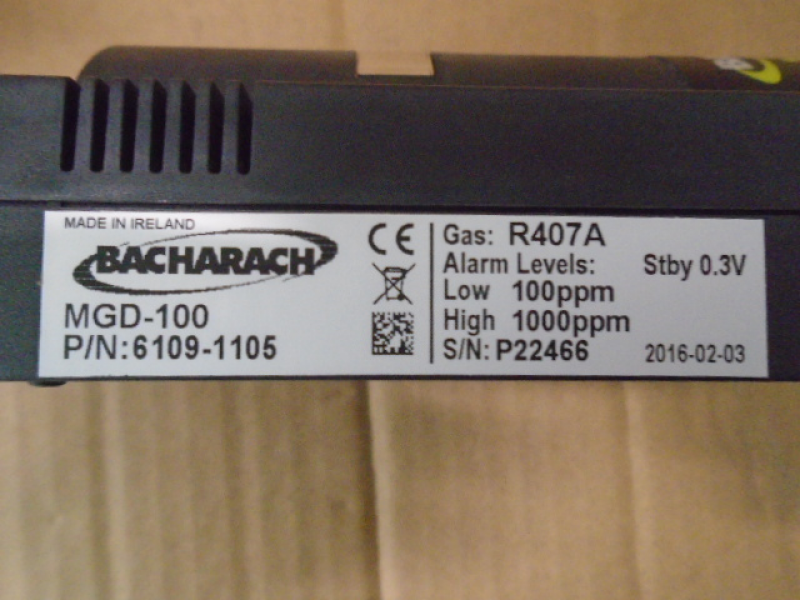 MADE IN IRELAND
BACHARACH
MGD-100
P/N:6109-1105
CE
Gas: R407A
Alarm Levels: Stby 0.3V
Low 100ppm
High 1000ppm
S/N: P22466 2016-02-03